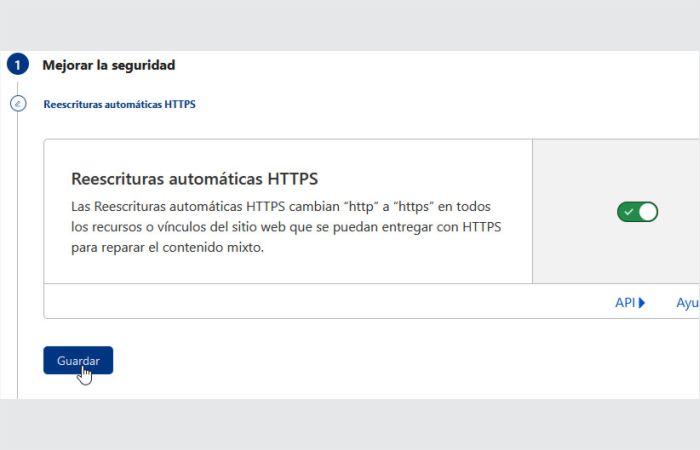 1 Mejorar la seguridad
Reescrituras automáticas HTTPS
Reescrituras automáticas HTTPS
Las Reescrituras automáticas HTTPS cambian “http” a “https” en todos
los recursos o vínculos del sitio web que se puedan entregar con HTTPS
para reparar el contenido mixto.
API Ayu
Guardar